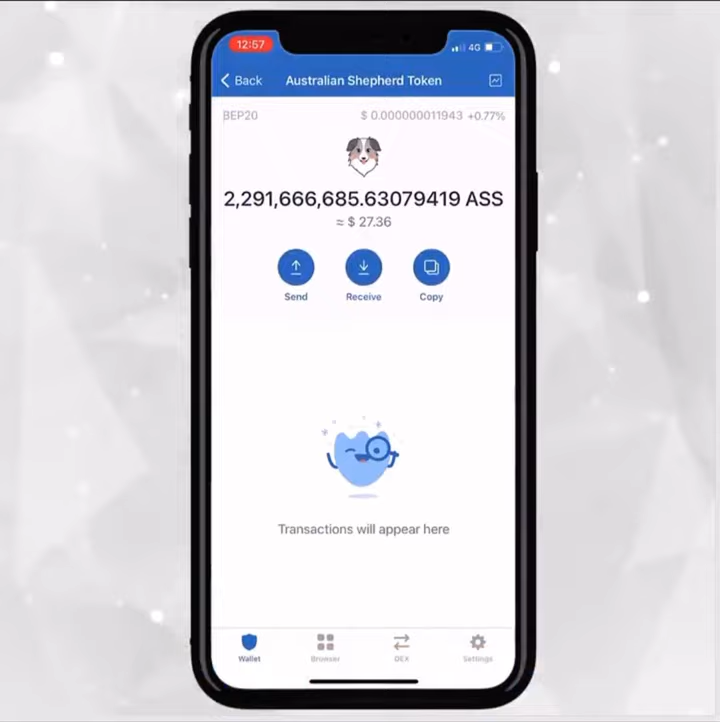 12:57
4G
Back
Australian Shepherd Token
BEP20
$ 0.000000011943 +0.77%
2,291,666,685.63079419 ASS
≈ $ 27.36
Send
Receive
Copy
Transactions will appear here
Wallet
Browser
DEX
Settings